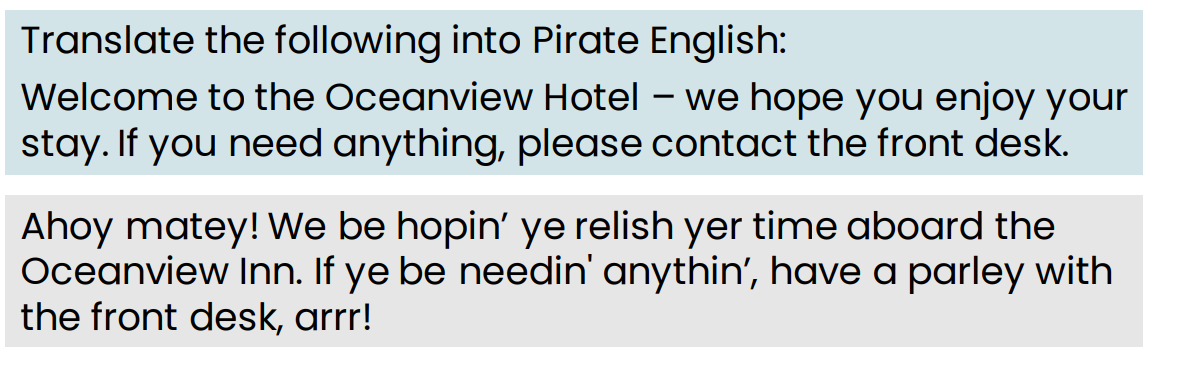 Translate the following into Pirate English:
Welcome to the Oceanview Hotel – we hope you enjoy your
stay. If you need anything, please contact the front desk.
Ahoy matey! We be hopin’ ye relish yer time aboard the
Oceanview Inn. If ye be needin' anythin’, have a parley with
the front desk, arrr!